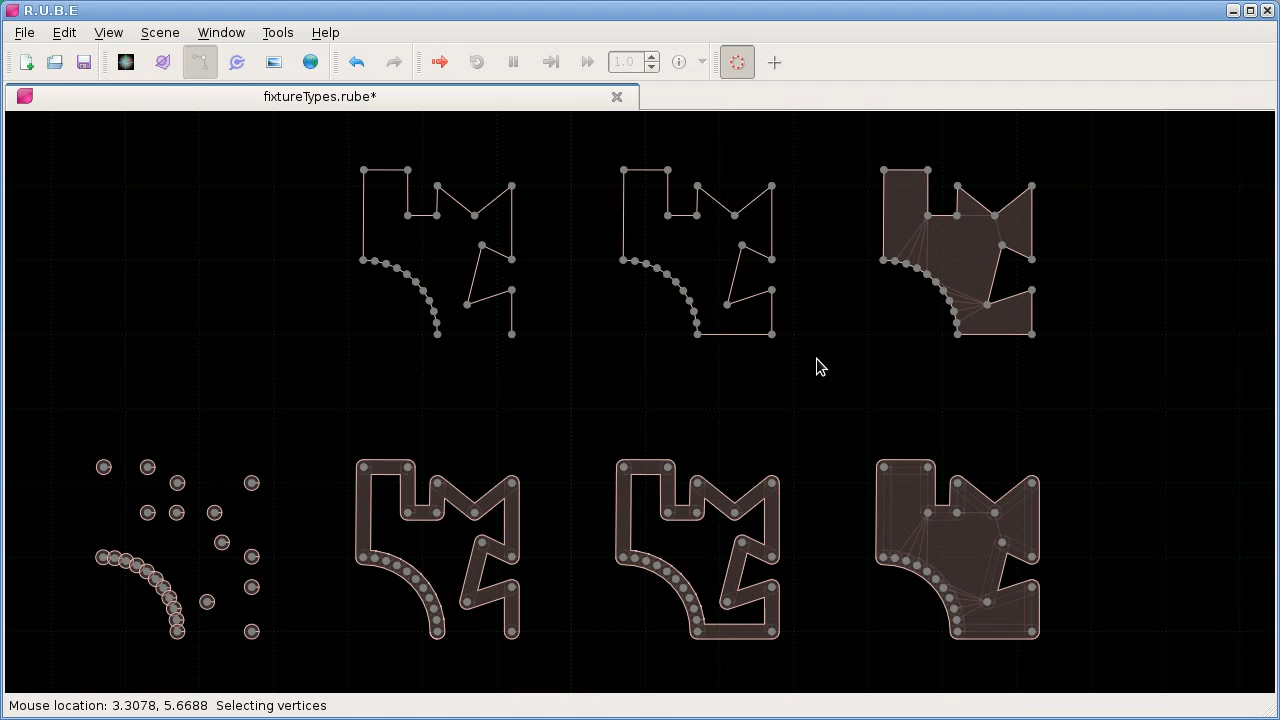 R.U.B.E
File Edit View Scene Window Tools Help
1.0
fixtureTypes.rube*
Mouse location: 3.3078, 5.6688 Selecting vertices